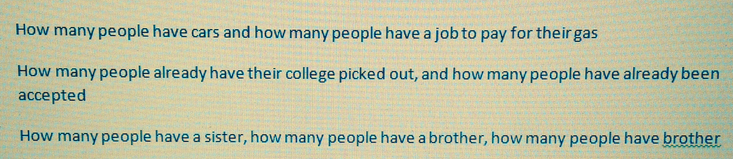 How many people have cars and how many people have a job to pay for their gas
How many people already have their college picked out, and how many people have already been
accepted
How many people have a sister, how many people have a brother, how many people have brother